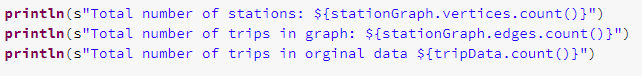 println(s"Total number of stations: ${stationGraph.vertices.count()}")
println(s"Total number of trips in graph: ${stationGraph.edges.count()}")
println(s"Total number of trips in orginal data ${tripData.count()}")